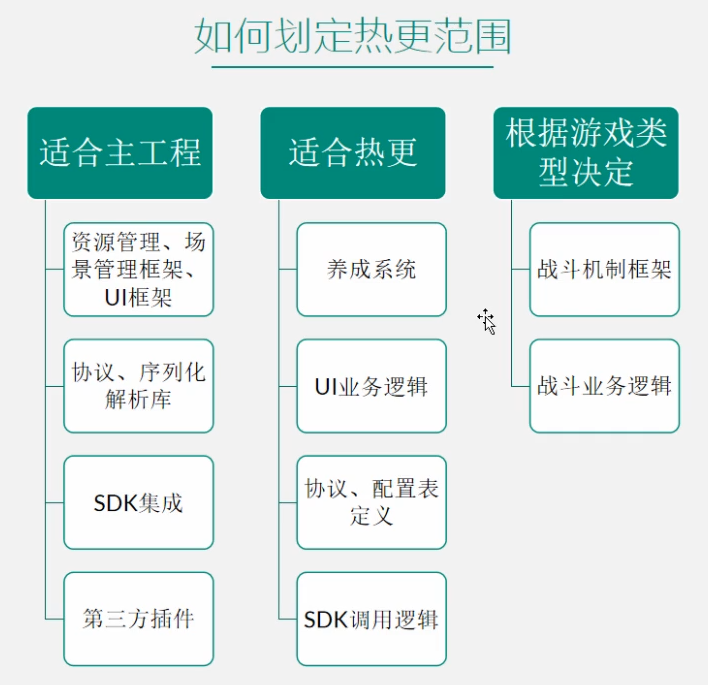 如何划定热更范围
适合主工程
资源管理、场
景管理框架、
UI框架
协议、序列化
解析库
SDK集成
第三方插件
适合热更
养成系统
UI业务逻辑
协议、配置表
定义
SDK调用逻辑
根据游戏类
型决定
战斗机制框架
战斗业务逻辑